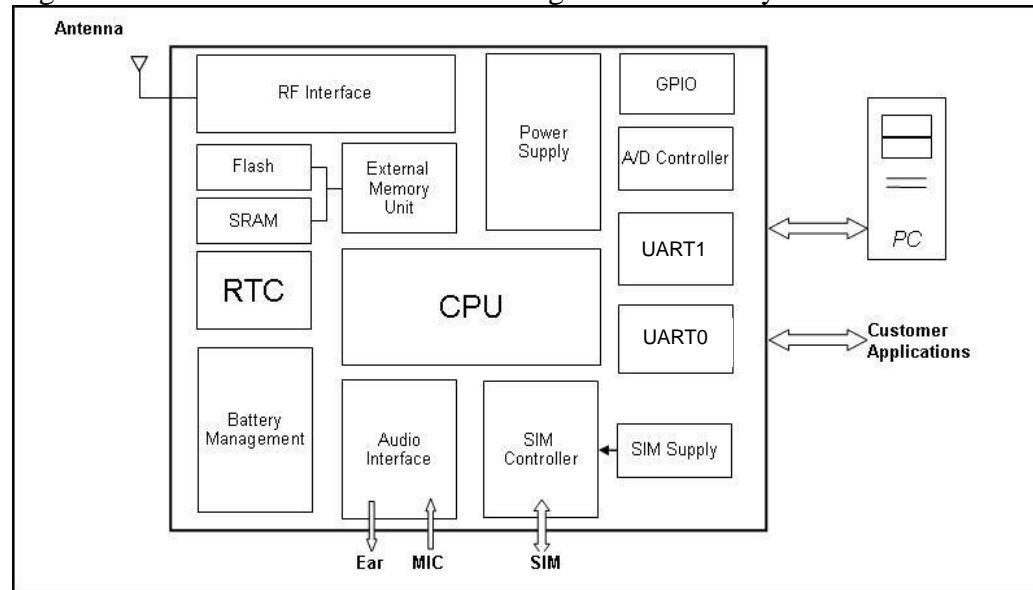 Antenna
RF Interface
Power
Supply
GPIO
A/D Controller
Flash
SRAM
External
Memory
Unit
UART1
PC
RTC
CPU
UART0
Customer
Applications
Battery
Management
Audio
Interface
SIM
Controller
SIM Supply
Ear
MIC
SIM